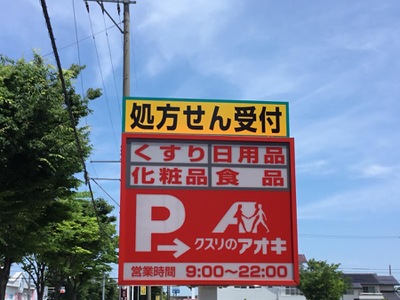 処方せん受付
くすり 日用品
化粧品 食品
P→
クスリのアオキ
営業時間 9:00〜22:00